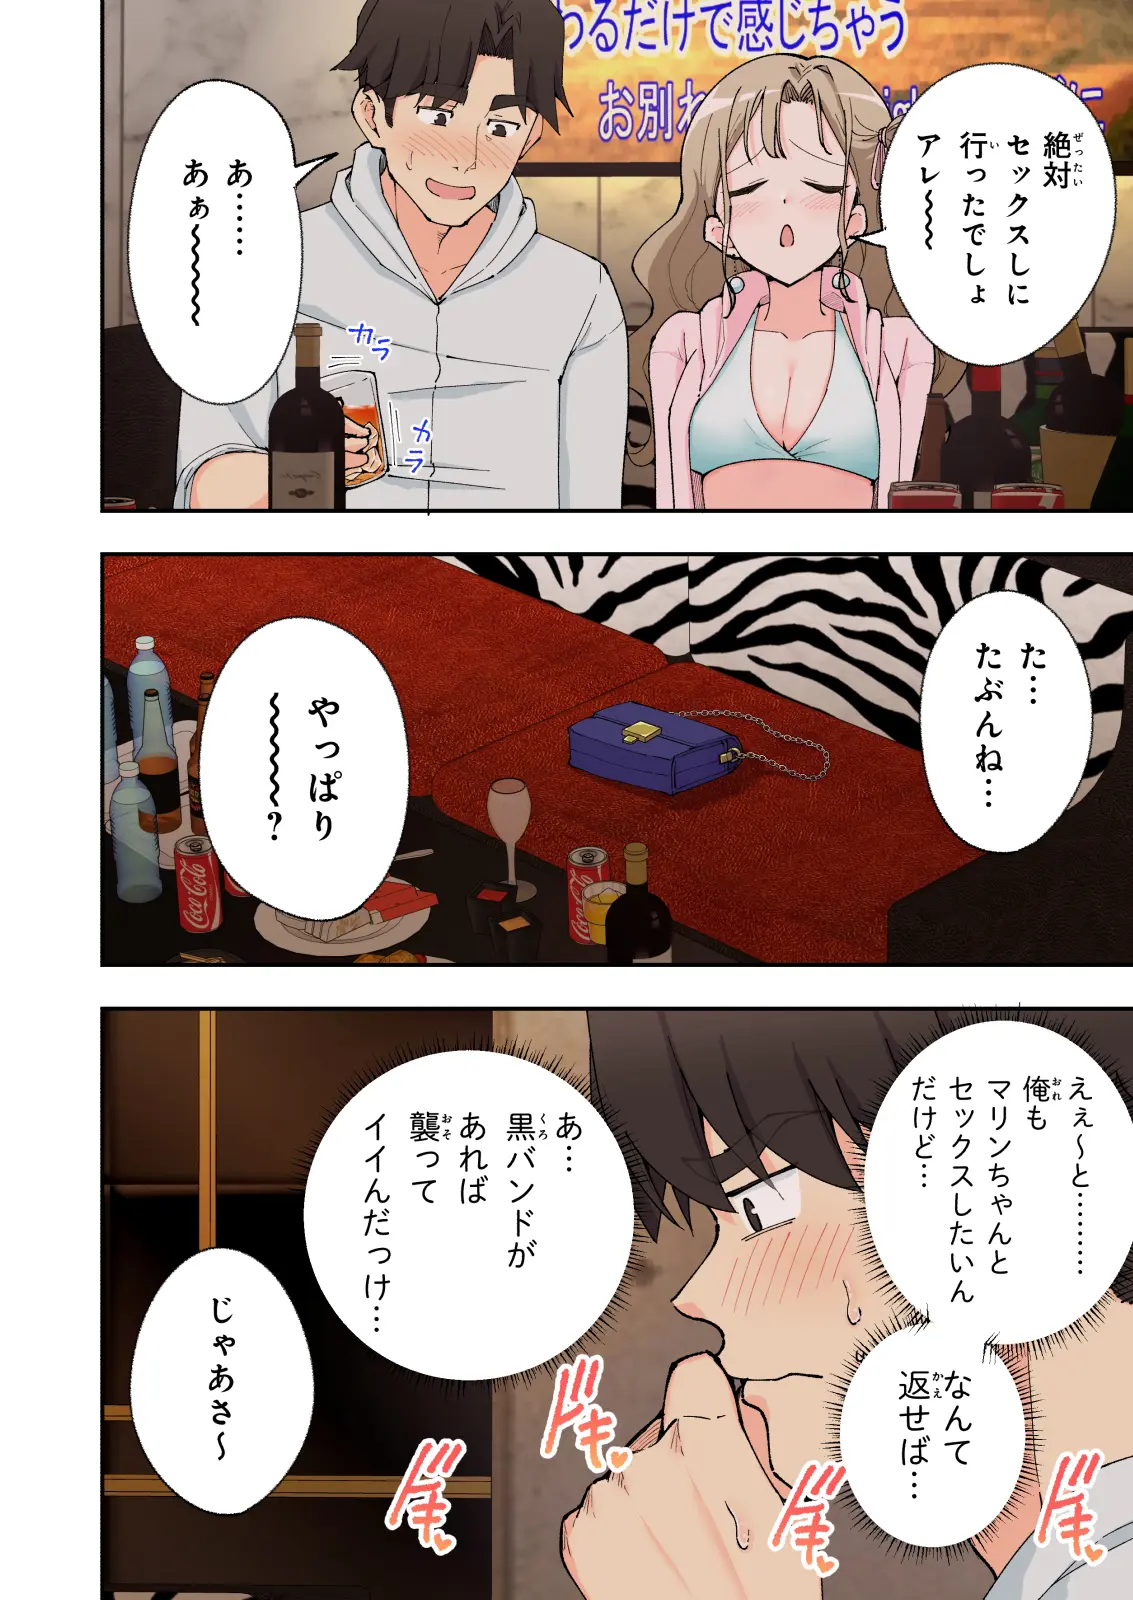 わるだけで感じちゃう
お別れ
絶対
セックスしに
行ったでしょ
アレ〜〜
あ……
あぁ〜〜〜〜
カラ
カラ
た…
たぶんね…
やっぱり
〜〜〜〜?
Coca Cola
Coca Cola
えぇ〜と………
俺も
マリンちゃんと
セックスしたいん
だけど…
なんて
返せば…
あ…
黒バンドが
あれば
襲って
イイんだっけ…
じゃあさ〜
ドキ
ドキ
ドキ
ドキ